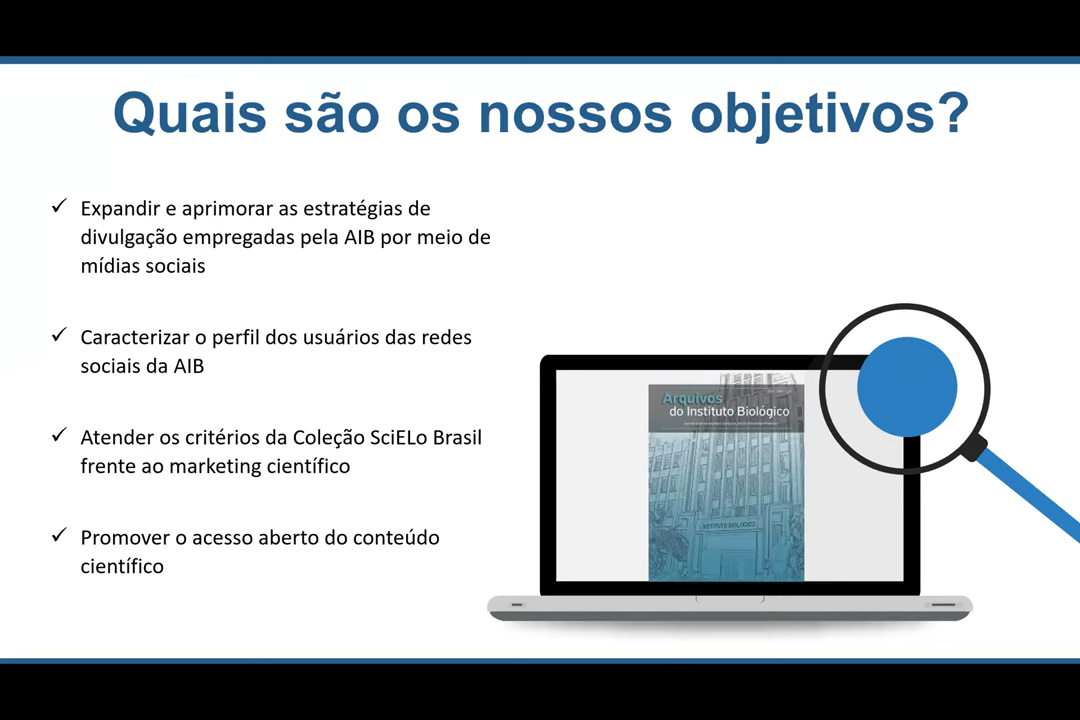 Quais são os nossos objetivos?
✓ Expandir e aprimorar as estratégias de
divulgação empregadas pela AIB por meio de
mídias sociais
✓ Caracterizar o perfil dos usuários das redes
sociais da AIB
✓ Atender os critérios da Coleção SciELo Brasil
frente ao marketing científico
✓ Promover o acesso aberto do conteúdo
científico
Arquivos
do Instituto Biológico
INSTITUTO BIOLOGICO